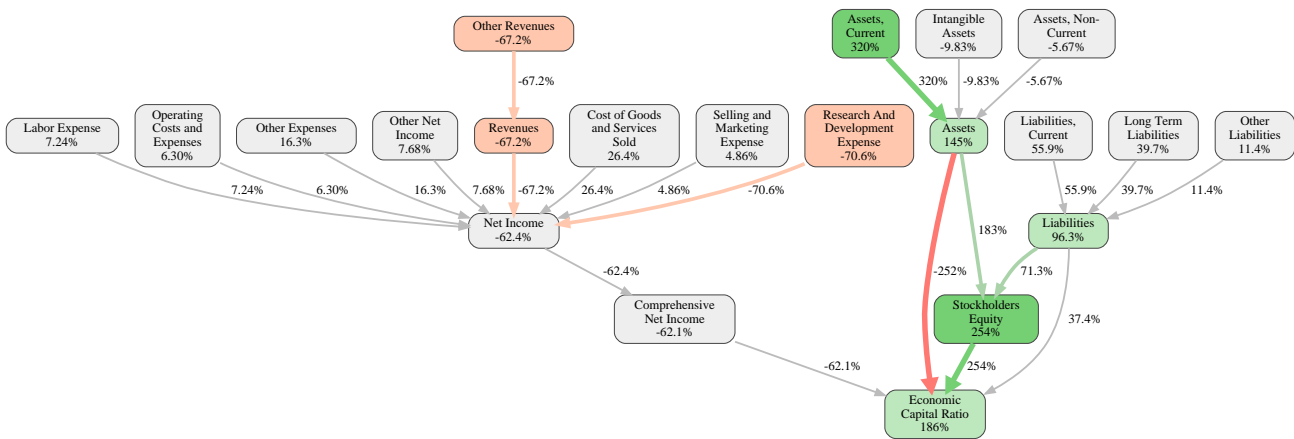 Other Revenues
-67.2%
Assets,
Current
320%
Intangible
Assets
-9.83%
Assets, Non-
Current
-5.67%
-67.2%
320%
-9.83%
-5.67%
Labor Expense
7.24%
Operating
Costs and
Expenses
6.30%
Other Expenses
16.3%
Other Net
Income
7.68%
Revenues
-67.2%
Cost of Goods
and Services
Sold
26.4%
Selling and
Marketing
Expense
4.86%
Research And
Development
Expense
-70.6%
Assets
145%
Liabilities,
Current
55.9%
Long Term
Liabilities
39.7%
Other
Liabilities
11.4%
7.24%
6.30%
16.3%
7.68%
-67.2%
26.4%
4.86%
-70.6%
55.9%
39.7%
11.4%
Net Income
-62.4%
183%
Liabilities
96.3%
-62.4%
-252%
71.3%
Comprehensive
Net Income
-62.1%
Stockholders
Equity
254%
37.4%
-62.1%
254%
Economic
Capital Ratio
186%